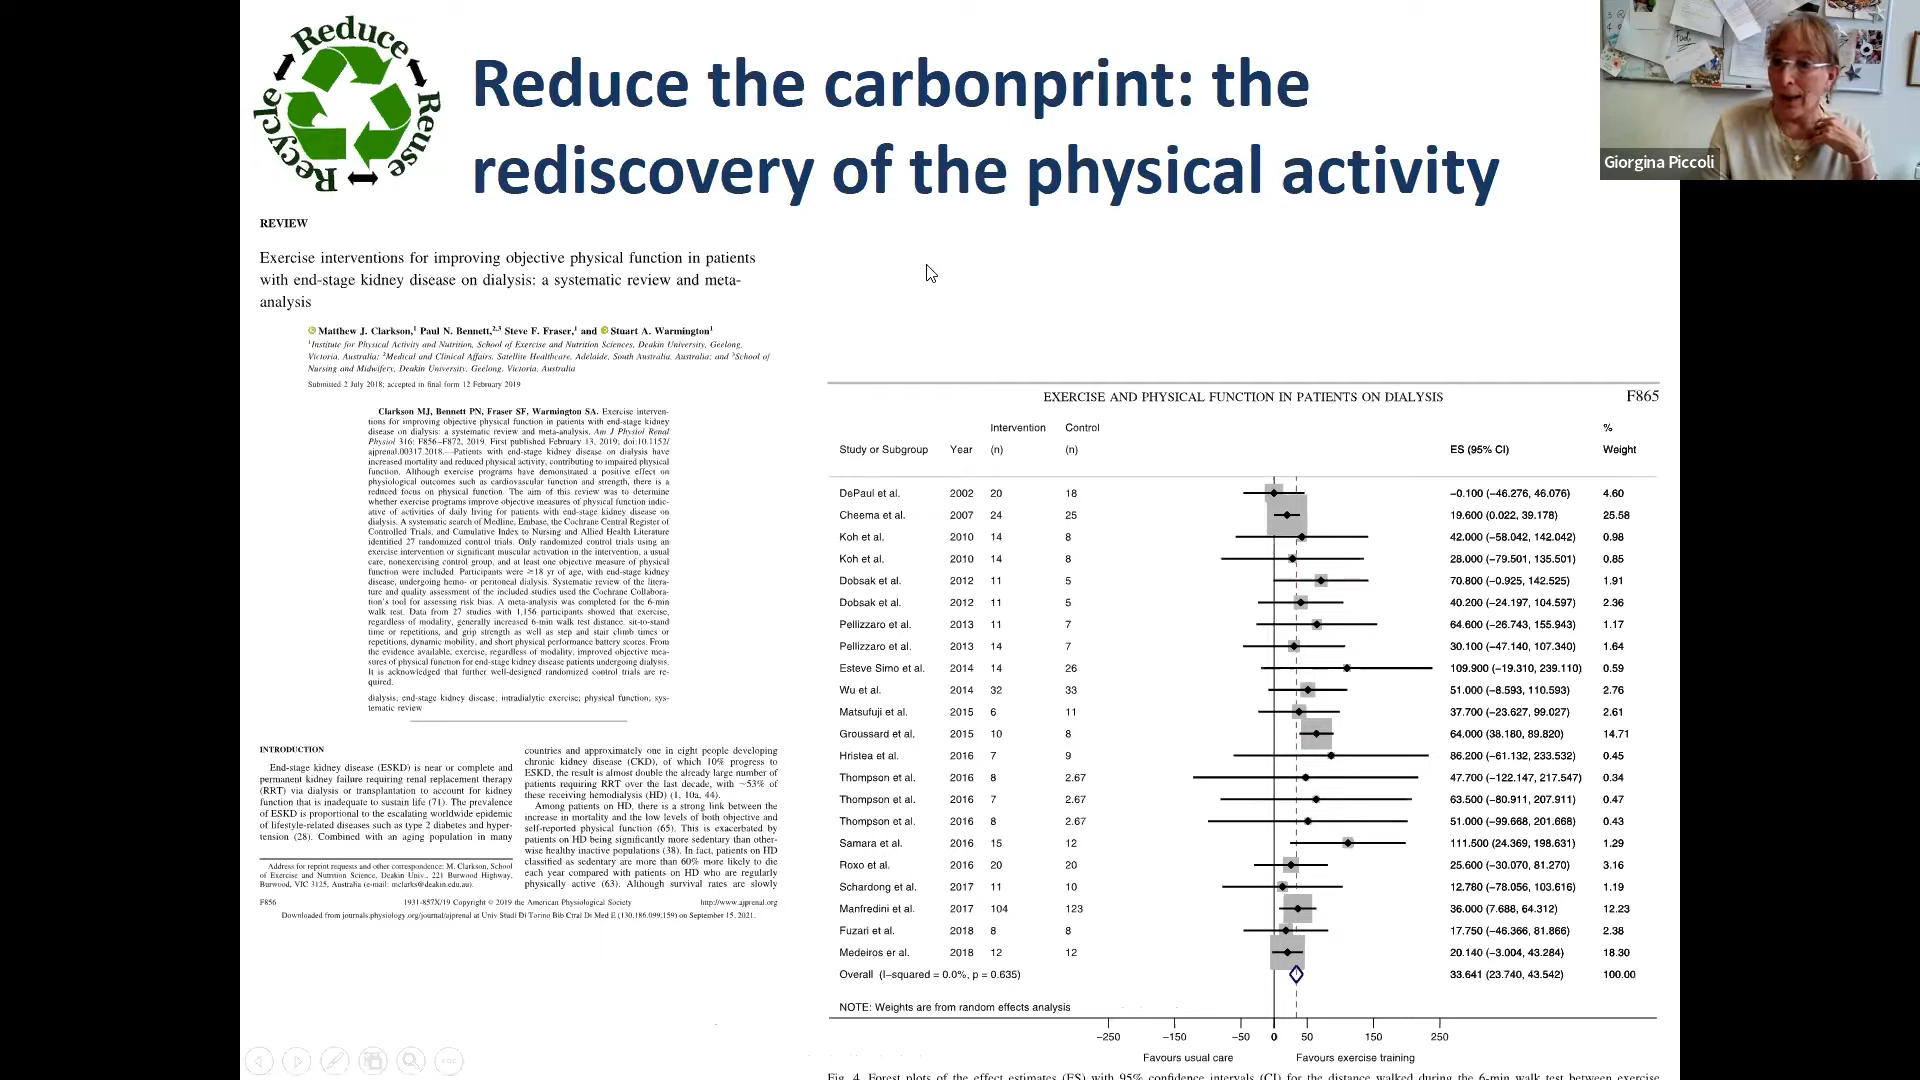 Reduce
Reuse
Recycle
Reduce the carbonprint: the
rediscovery of the physical activity
Giorgina Piccoli
REVIEW
Exercise interventions for improving objective physical function in patients
with end-stage kidney disease on dialysis: a systematic review and meta-
analysis
Matthew J. Clarkson,1 Paul N. Bennett,2,3 Steve F. Fraser,1 and Stuart A. Warmington1
1Institute for Physical Activity and Nutrition, School of Exercise and Nutrition Sciences, Deakin University, Geelong,
Victoria, Australia; 2Medical and Clinical Affairs, Satellite Healthcare, Adelaide, South Australia, Australia; and 3School of
Nursing and Midwifery, Deakin University, Geelong, Victoria, Australia
Submitted 2 July 2018; accepted in final form 12 February 2019
Clarkson MJ, Bennett PN, Fraser SF, Warmington SA. Exercise interven-
tions for improving objective physical function in patients with end-stage kidney
disease on dialysis: a systematic review and meta-analysis. Am J Physiol Renal
Physiol 316: F856–F872, 2019. First published February 13, 2019; doi:10.1152/
ajprenal.00317.2018.—Patients with end-stage kidney disease on dialysis have
increased mortality and reduced physical activity, contributing to impaired physical
function. Although exercise programs have demonstrated a positive effect on
physiological outcomes such as cardiovascular function and strength, there is a
reduced focus on physical function. The aim of this review was to determine
whether exercise programs improve objective measures of physical function indic-
ative of activities of daily living for patients with end-stage kidney disease on
dialysis. A systematic search of Medline, Embase, the Cochrane Central Register of
Controlled Trials, and Cumulative Index to Nursing and Allied Health Literature
identified 27 randomized control trials. Only randomized control trials using an
exercise intervention or significant muscular activation in the intervention, a usual
care, nonexercising control group, and at least one objective measure of physical
function were included. Participants were ≥18 yr of age, with end-stage kidney
disease, undergoing hemo- or peritoneal dialysis. Systematic review of the litera-
ture and quality assessment of the included studies used the Cochrane Collabora-
tion's tool for assessing risk bias. A meta-analysis was completed for the 6-min
walk test. Data from 27 studies with 1,156 participants showed that exercise,
regardless of modality, generally increased 6-min walk test distance, sit-to-stand
time or repetitions, and grip strength as well as step and stair climb times or
repetitions, dynamic mobility, and short physical performance battery scores. From
the evidence available, exercise, regardless of modality, improved objective mea-
sures of physical function for end-stage kidney disease patients undergoing dialysis.
It is acknowledged that further well-designed randomized control trials are re-
quired.
dialysis; end-stage kidney disease; intradialytic exercise; physical function; sys-
tematic review
INTRODUCTION
End-stage kidney disease (ESKD) is near or complete and
permanent kidney failure requiring renal replacement therapy
(RRT) via dialysis or transplantation to account for kidney
function that is inadequate to sustain life (71). The prevalence
of ESKD is proportional to the escalating worldwide epidemic
of lifestyle-related diseases such as type 2 diabetes and hyper-
tension (28). Combined with an aging population in many
Address for reprint requests and other correspondence: M. Clarkson, School
of Exercise and Nutrition Science, Deakin Univ., 221 Burwood Highway,
Burwood, VIC 3125, Australia (e-mail: mclarks@deakin.edu.au).
countries and approximately one in eight people developing
chronic kidney disease (CKD), of which 10% progress to
ESKD, the result is almost double the already large number of
patients requiring RRT over the last decade, with ~53% of
these receiving hemodialysis (HD) (1, 10a, 44).
Among patients on HD, there is a strong link between the
increase in mortality and the low levels of both objective and
self-reported physical function (65). This is exacerbated by
patients on HD being significantly more sedentary than other-
wise healthy inactive populations (38). In fact, patients on HD
classified as sedentary are more than 60% more likely to die
each year compared with patients on HD who are regularly
physically active (63). Although survival rates are slowly
F856 1931-857X/19 Copyright © 2019 the American Physiological Society http://www.ajprenal.org
Downloaded from journals.physiology.org/journal/ajprenal at Univ Studi Di Torino Bib Ctral Di Med E (130.186.099.159) on September 15, 2021.
EXERCISE AND PHYSICAL FUNCTION IN PATIENTS ON DIALYSIS F865
Intervention Control %
Study or Subgroup Year (n) (n) ES (95% CI) Weight
DePaul et al. 2002 20 18 −0.100 (−46.276, 46.076) 4.60
Cheema et al. 2007 24 25 19.600 (0.022, 39.178) 25.58
Koh et al. 2010 14 8 42.000 (−58.042, 142.042) 0.98
Koh et al. 2010 14 8 28.000 (−79.501, 135.501) 0.85
Dobsak et al. 2012 11 5 70.800 (−0.925, 142.525) 1.91
Dobsak et al. 2012 11 5 40.200 (−24.197, 104.597) 2.36
Pellizzaro et al. 2013 11 7 64.600 (−26.743, 155.943) 1.17
Pellizzaro et al. 2013 14 7 30.100 (−47.140, 107.340) 1.64
Esteve Simo et al. 2014 14 26 109.900 (−19.310, 239.110) 0.59
Wu et al. 2014 32 33 51.000 (−8.593, 110.593) 2.76
Matsufuji et al. 2015 6 11 37.700 (−23.627, 99.027) 2.61
Groussard et al. 2015 10 8 64.000 (38.180, 89.820) 14.71
Hristea et al. 2016 7 9 86.200 (−61.132, 233.532) 0.45
Thompson et al. 2016 8 2.67 47.700 (−122.147, 217.547) 0.34
Thompson et al. 2016 7 2.67 63.500 (−80.911, 207.911) 0.47
Thompson et al. 2016 8 2.67 51.000 (−99.668, 201.668) 0.43
Samara et al. 2016 15 12 111.500 (24.369, 198.631) 1.29
Roxo et al. 2016 20 20 25.600 (−30.070, 81.270) 3.16
Schardong et al. 2017 11 10 12.780 (−78.056, 103.616) 1.19
Manfredini et al. 2017 104 123 36.000 (7.688, 64.312) 12.23
Fuzari et al. 2018 8 8 17.750 (−46.366, 81.866) 2.38
Medeiros er al. 2018 12 12 20.140 (−3.004, 43.284) 18.30
Overall (I−squared = 0.0%, p = 0.635) 33.641 (23.740, 43.542) 100.00
NOTE: Weights are from random effects analysis
−250 −150 −50 0 50 150 250
Favours usual care Favours exercise training
Fig. 4. Forest plots of the effect estimates (ES) with 95% confidence intervals (CI) for the distance walked during the 6-min walk test between exercise